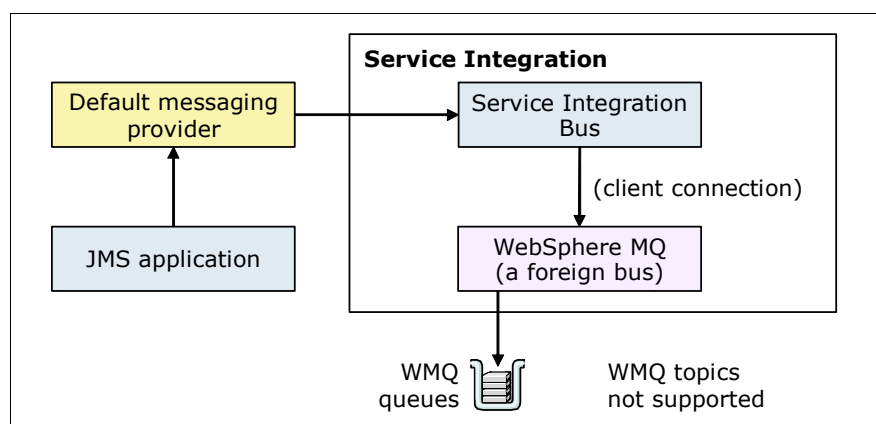 Service Integration
Default messaging
provider
Service Integration
Bus
(client connection)
JMS application
WebSphere MQ
(a foreign bus)
WMQ
queues
WMQ topics
not supported